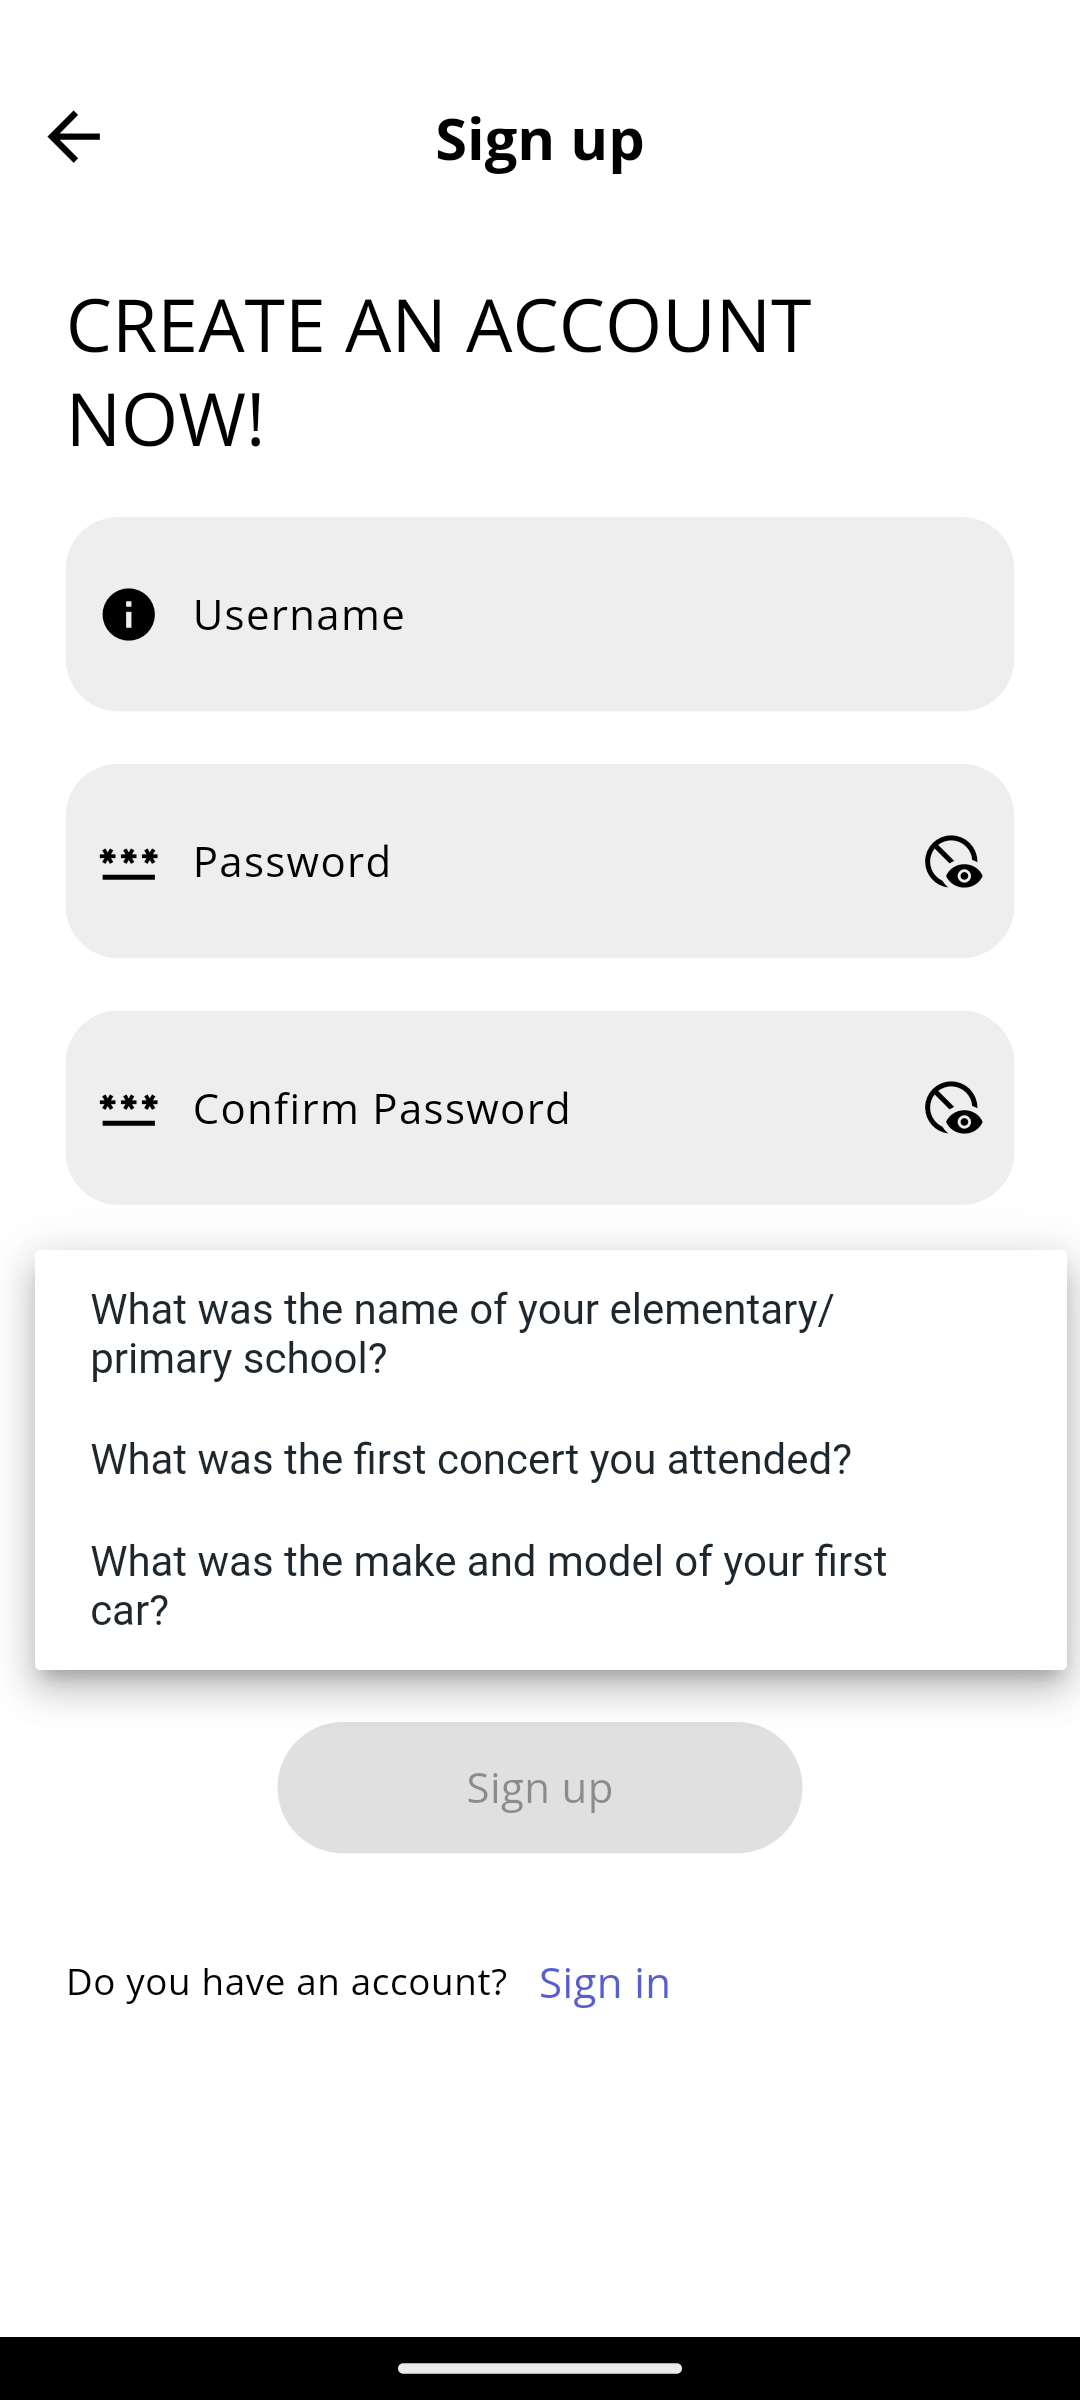 Sign up
CREATE AN ACCOUNT
NOW!
Username
Password
Confirm Password
What was the name of your elementary/
primary school?
What was the first concert you attended?
What was the make and model of your first
car?
Sign up
Do you have an account? Sign in